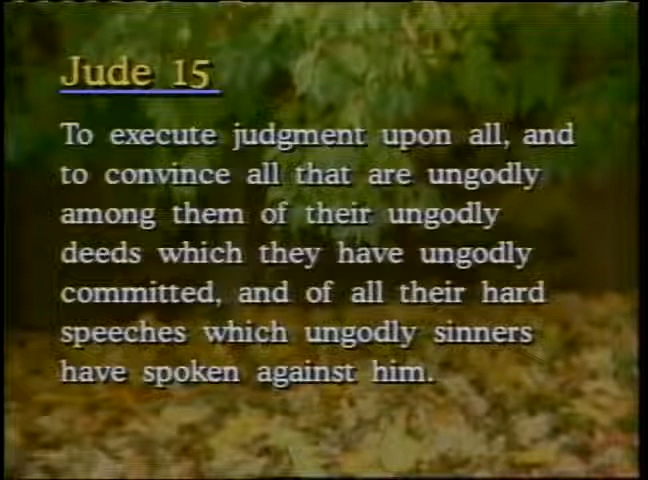 Jude 15
To execute judgment upon all, and
to convince all that are ungodly
among them of their ungodly
deeds which they have ungodly
committed, and of all their hard
speeches which ungodly sinners
have spoken against him.